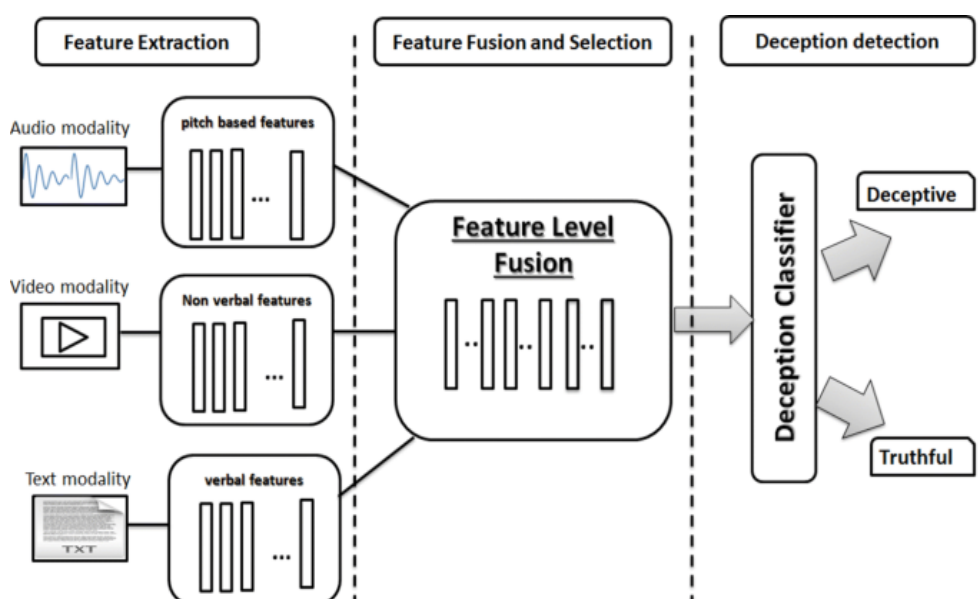 Feature Extraction
Feature Fusion and Selection
Deception detection
Audio modality
pitch based features
...
Video modality
Non verbal features
...
Text modality
TXT
verbal features
...
Feature Level
Fusion
.. .. ..
Deception Classifier
Deceptive
Truthful